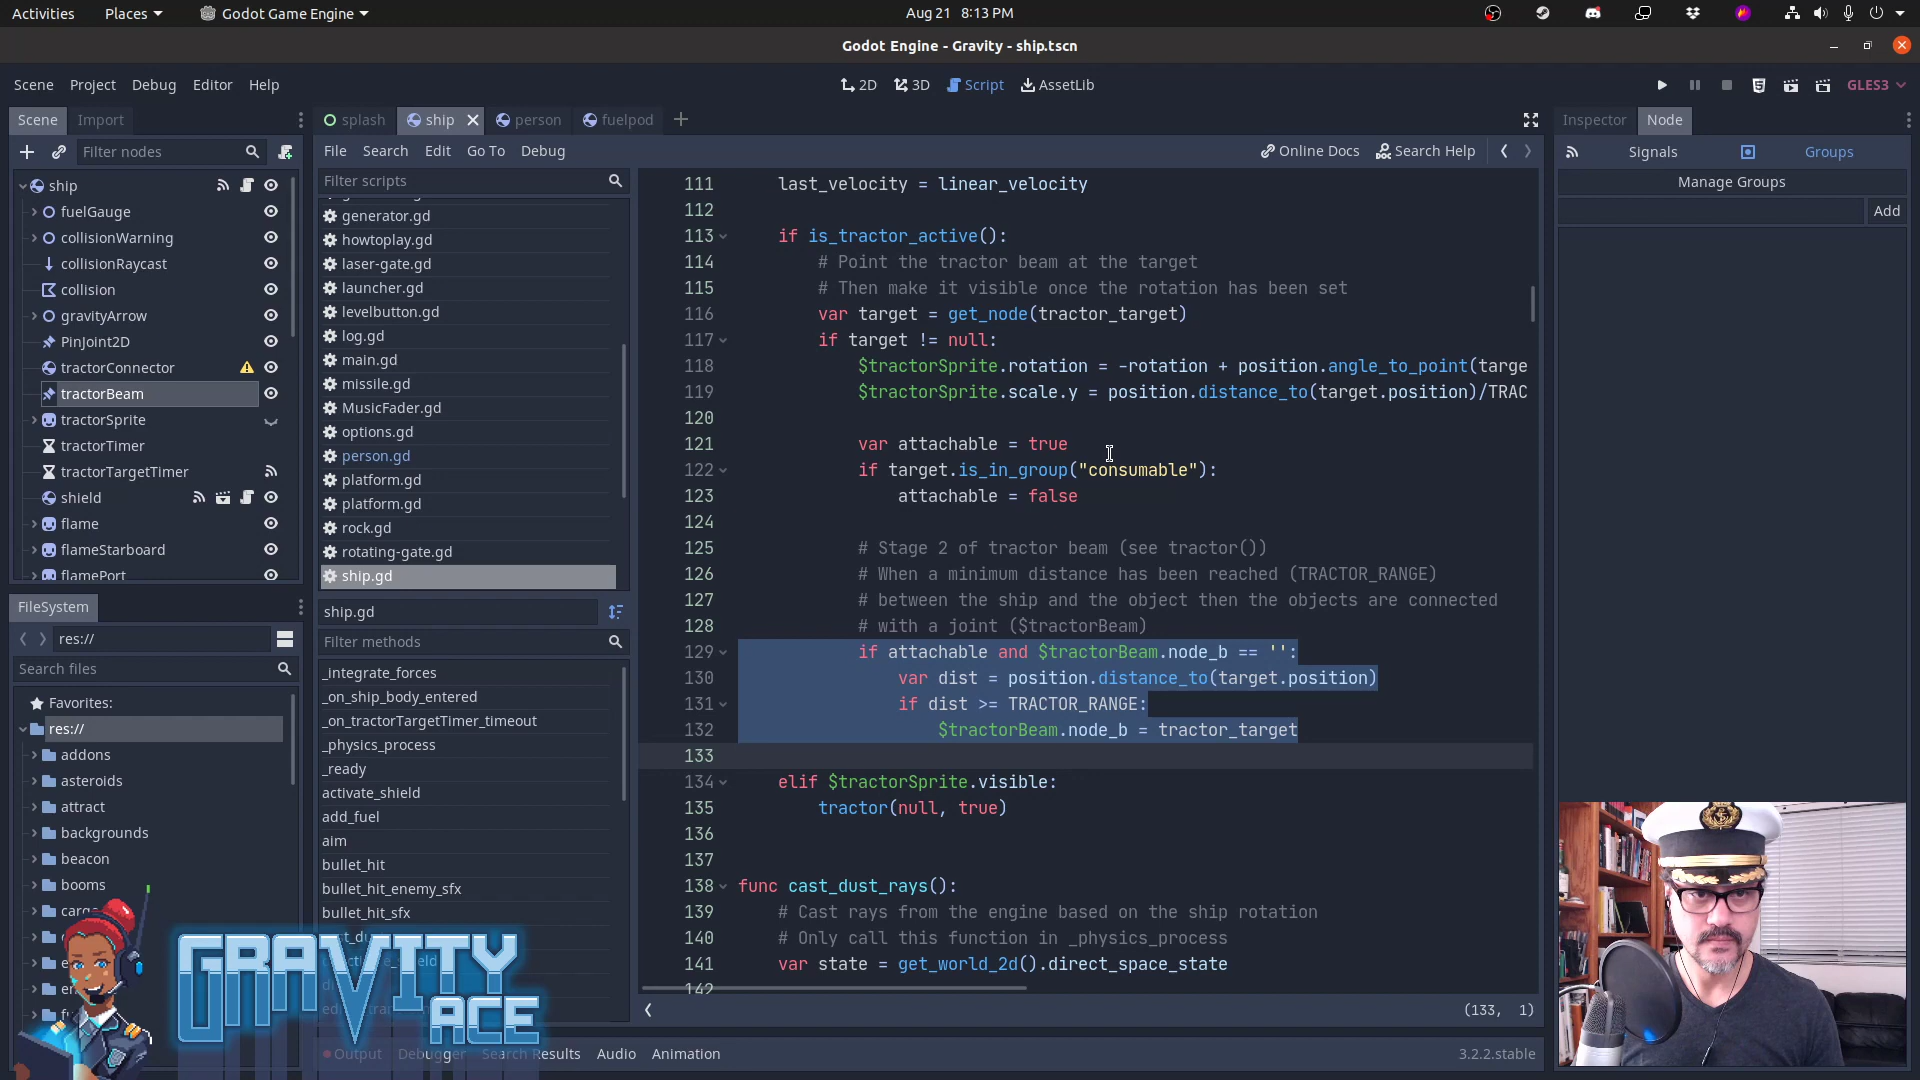 Activities
Places
Godot Game Engine
Aug 21 8:13 PM
Godot Engine - Gravity - ship.tscn
Scene Project Debug Editor Help
2D 3D Script AssetLib
GLES3
Scene Import
splash ship person fuelpod
Inspector Node
Filter nodes
File Search Edit Go To Debug
Online Docs Search Help
Signals Groups
Manage Groups
Add
ship
fuelGauge
collisionWarning
collisionRaycast
collision
gravityArrow
PinJoint2D
tractorConnector
tractorBeam
tractorSprite
tractorTimer
tractorTargetTimer
shield
flame
flameStarboard
flamePort
FileSystem
res://
Search files
Favorites:
res://
addons
asteroids
attract
backgrounds
beacon
booms
Filter scripts
generator.gd
howtoplay.gd
laser-gate.gd
launcher.gd
levelbutton.gd
log.gd
main.gd
missile.gd
MusicFader.gd
options.gd
person.gd
platform.gd
platform.gd
rock.gd
rotating-gate.gd
ship.gd
ship.gd
Filter methods
_integrate_forces
_on_ship_body_entered
_on_tractorTargetTimer_timeout
_physics_process
_ready
activate_shield
add_fuel
aim
bullet_hit
bullet_hit_enemy_sfx
bullet_hit_sfx
111 last_velocity = linear_velocity
112
113 if is_tractor_active():
114 # Point the tractor beam at the target
115 # Then make it visible once the rotation has been set
116 var target = get_node(tractor_target)
117 if target != null:
118 $tractorSprite.rotation = -rotation + position.angle_to_point(targe
119 $tractorSprite.scale.y = position.distance_to(target.position)/TRAC
120
121 var attachable = true
122 if target.is_in_group("consumable"):
123 attachable = false
124
125 # Stage 2 of tractor beam (see tractor())
126 # When a minimum distance has been reached (TRACTOR_RANGE)
127 # between the ship and the object then the objects are connected
128 # with a joint ($tractorBeam)
129 if attachable and $tractorBeam.node_b == '':
130 var dist = position.distance_to(target.position)
131 if dist >= TRACTOR_RANGE:
132 $tractorBeam.node_b = tractor_target
133
134 elif $tractorSprite.visible:
135 tractor(null, true)
136
137
138 func cast_dust_rays():
139 # Cast rays from the engine based on the ship rotation
140 # Only call this function in _physics_process
141 var state = get_world_2d().direct_space_state
142
(133, 1)
Output Debugger Search Results Audio Animation
3.2.2.stable
GRAVITY
ACE